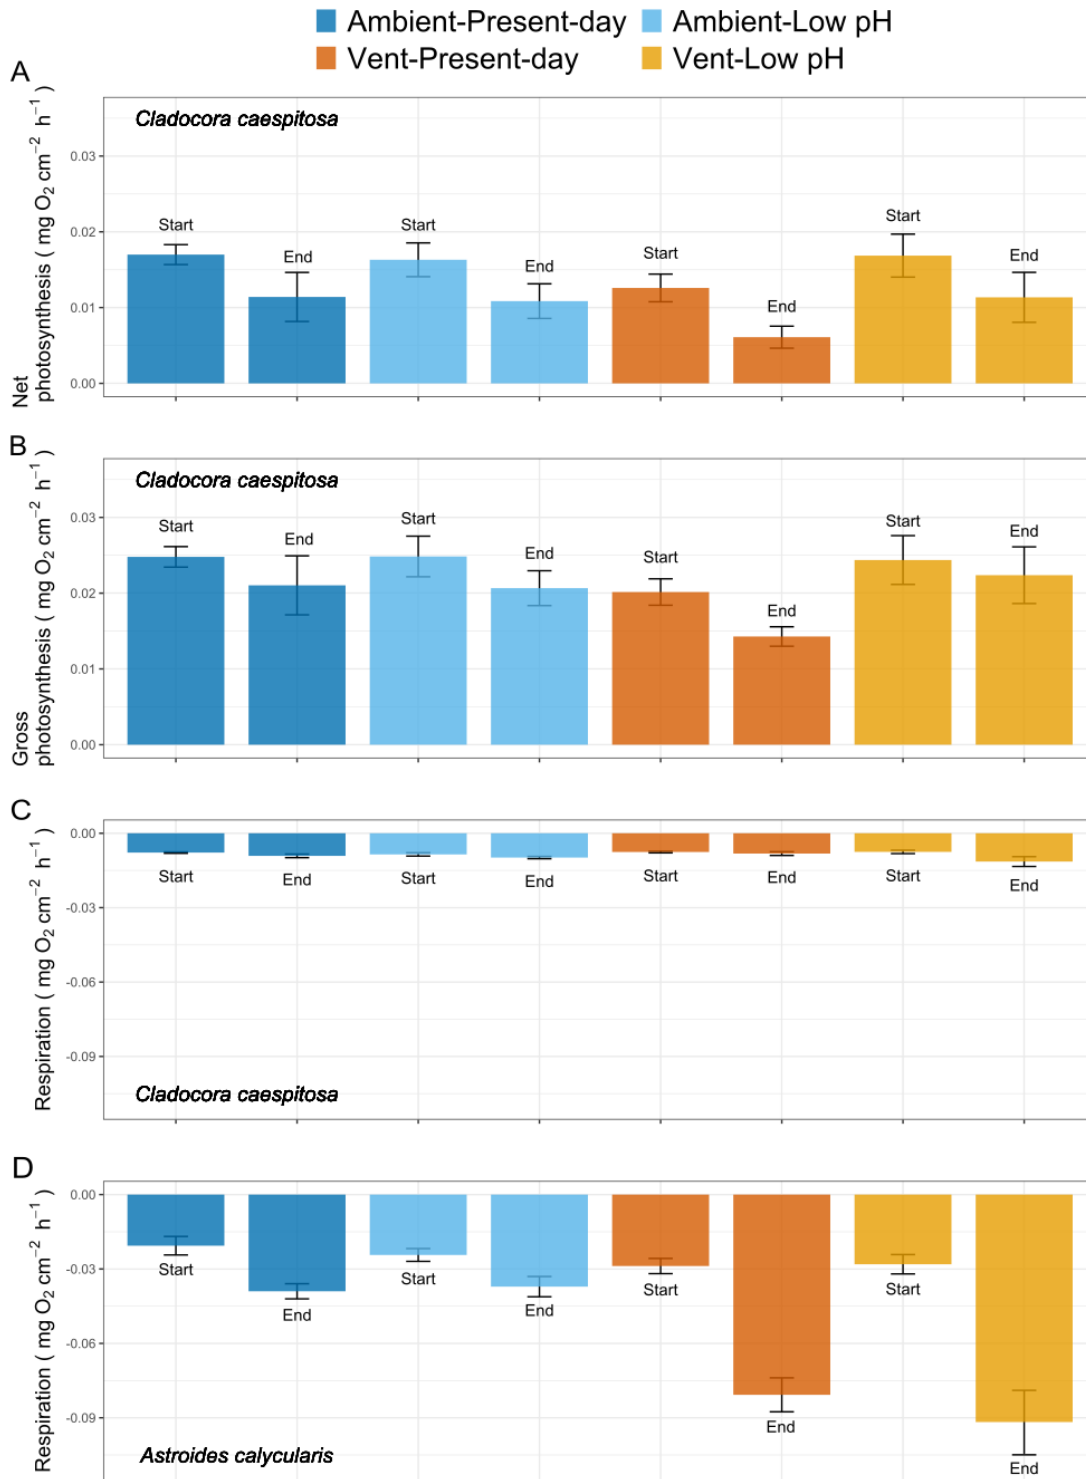 Ambient-Present-day Ambient-Low pH
Vent-Present-day Vent-Low pH
A
Net
photosynthesis ( mg O₂ cm⁻² h⁻¹ )
Cladocora caespitosa
0.03
0.02
0.01
0.00
Start End Start End Start End Start End
B
Gross
photosynthesis ( mg O₂ cm⁻² h⁻¹ )
Cladocora caespitosa
0.03
0.02
0.01
0.00
Start End Start End Start End Start End
C
Respiration ( mg O₂ cm⁻² h⁻¹ )
0.00
-0.03
-0.06
-0.09
Start End Start End Start End Start End
Cladocora caespitosa
D
Respiration ( mg O₂ cm⁻² h⁻¹ )
0.00
-0.03
-0.06
-0.09
Start End Start End Start End Start End
Astroides calycularis